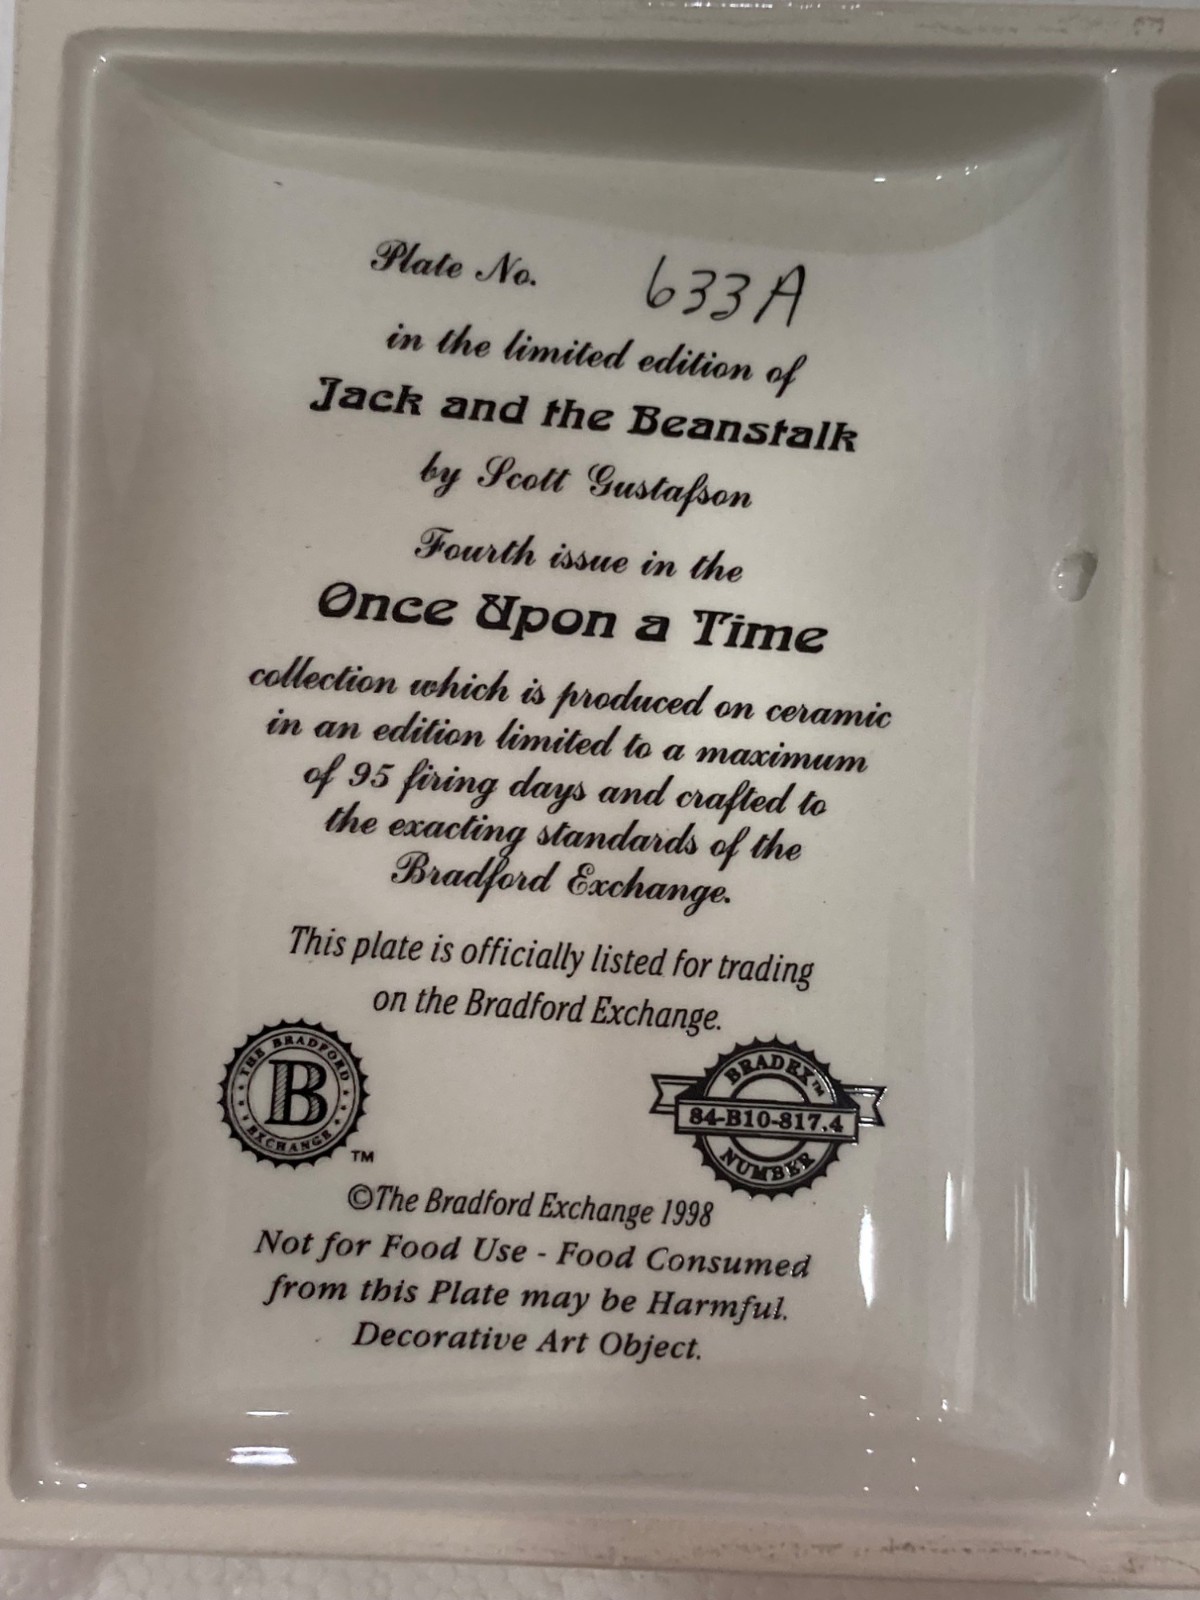 Plate No. 633A
in the limited edition of
Jack and the Beanstalk
by Scott Gustafson
Fourth issue in the
Once Upon a Time
collection which is produced on ceramic
in an edition limited to a maximum
of 95 firing days and crafted to
the exacting standards of the
Bradford Exchange.
This plate is officially listed for trading
on the Bradford Exchange.
THE BRADFORD
B
EXCHANGE
TM
BRADEX™
84-B10-817.4
NUMBER
©The Bradford Exchange 1998
Not for Food Use - Food Consumed
from this Plate may be Harmful.
Decorative Art Object.